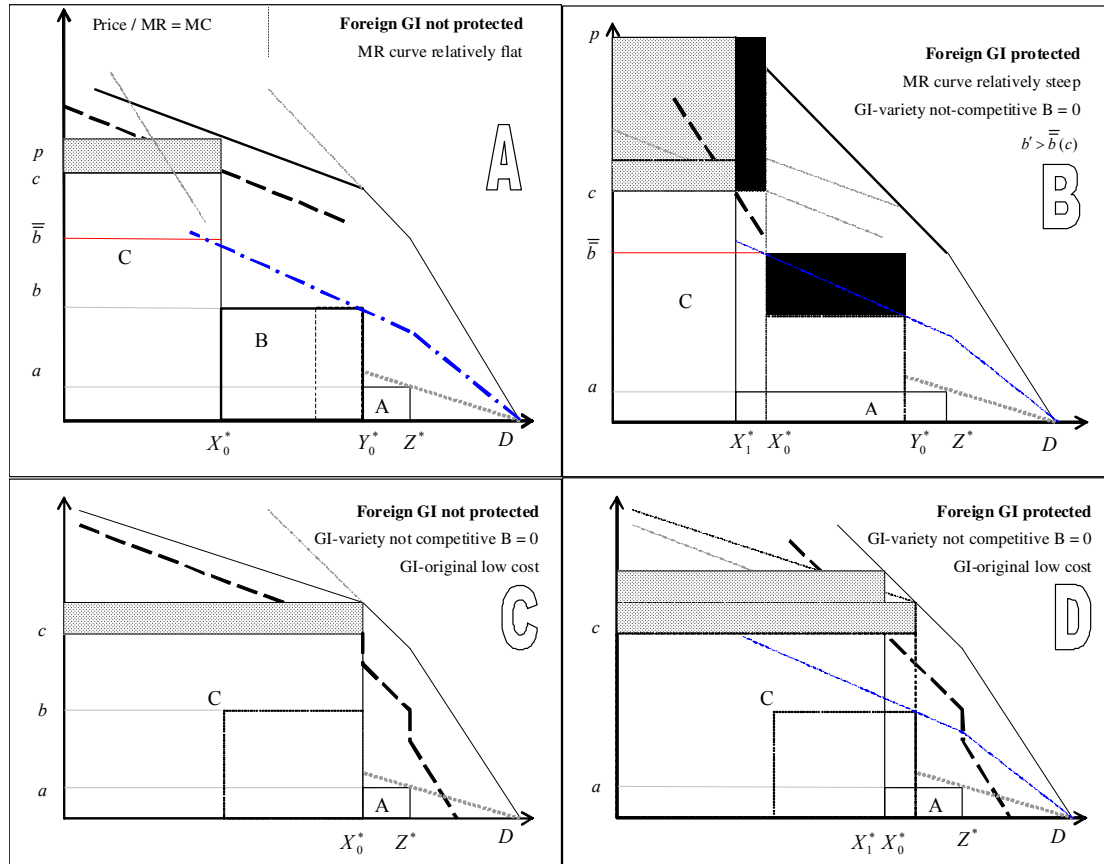 Price / MR = MC
Foreign GI not protected
MR curve relatively flat
A
p
c
b̿
b
a
C
B
A
X₀*
Y₀*
Z*
D
p
Foreign GI protected
MR curve relatively steep
GI-variety not-competitive B = 0
b' > b̿(c)
B
c
b̿
a
C
A
X₁*
X₀*
Y₀*
Z*
D
Foreign GI not protected
GI-variety not competitive B = 0
GI-original low cost
C
c
b
a
C
A
X₀*
Z*
D
Foreign GI protected
GI-variety not competitive B = 0
GI-original low cost
D
c
a
C
A
X₁*
X₀*
Z*
D